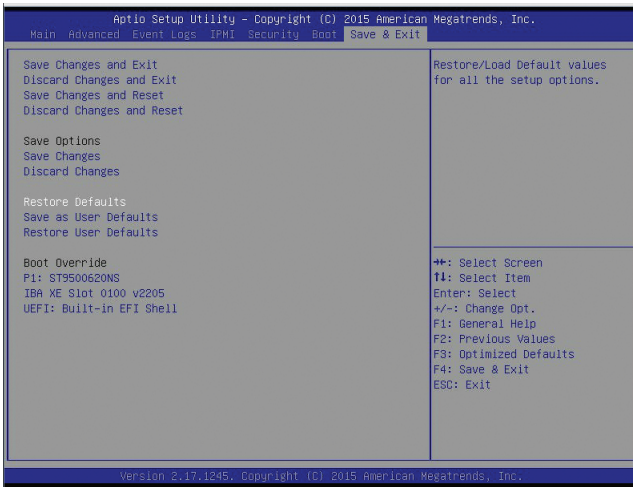 Aptio Setup Utility – Copyright (C) 2015 American Megatrends, Inc.
Main Advanced Event Logs IPMI Security Boot Save & Exit
Save Changes and Exit
Discard Changes and Exit
Save Changes and Reset
Discard Changes and Reset
Save Options
Save Changes
Discard Changes
Restore Defaults
Save as User Defaults
Restore User Defaults
Boot Override
P1: ST9500620NS
IBA XE Slot 0100 v2205
UEFI: Built-in EFI Shell
Restore/Load Default values
for all the setup options.
→←: Select Screen
↑↓: Select Item
Enter: Select
+/-: Change Opt.
F1: General Help
F2: Previous Values
F3: Optimized Defaults
F4: Save & Exit
ESC: Exit
Version 2.17.1245. Copyright (C) 2015 American Megatrends, Inc.